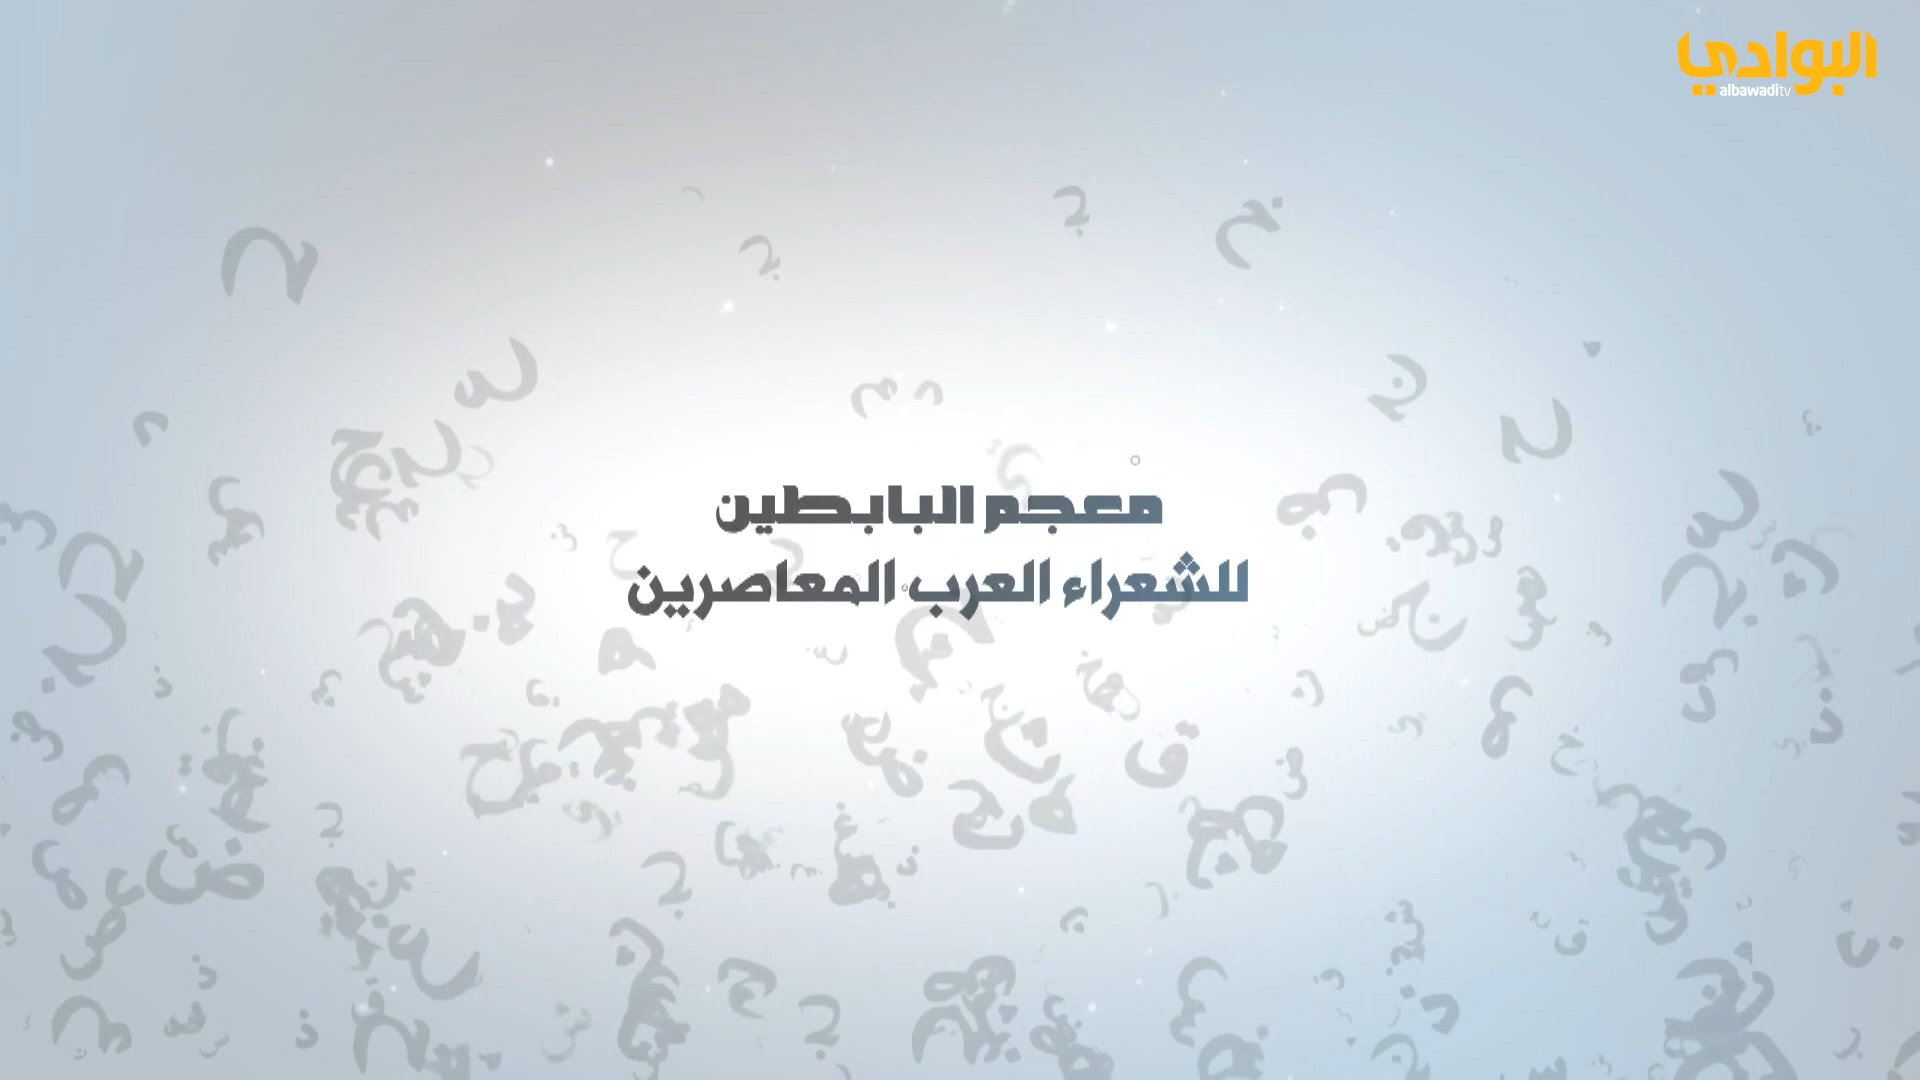 البوادي
albawaditv
معجم البابطين
للشعراء العرب المعاصرين